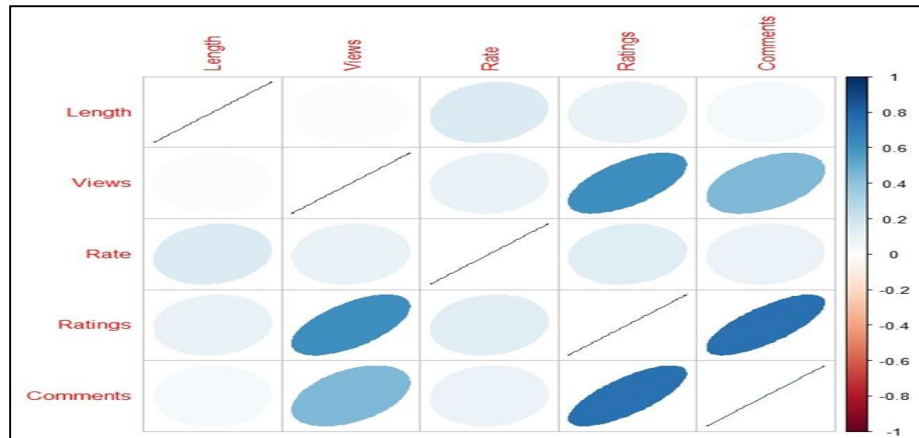 Length
Views
Rate
Ratings
Comments
Length
Views
Rate
Ratings
Comments
1
0.8
0.6
0.4
0.2
0
-0.2
-0.4
-0.6
-0.8
-1